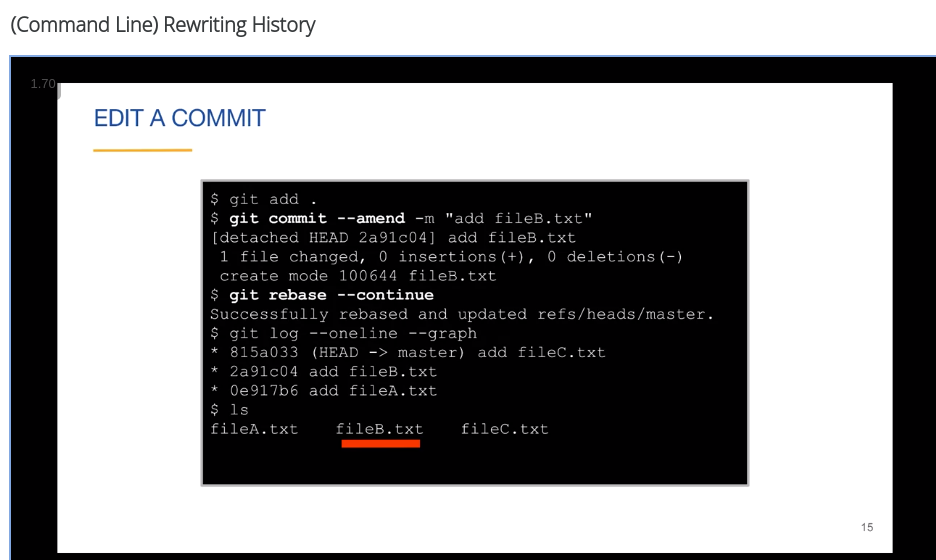 (Command Line) Rewriting History
1.70
EDIT A COMMIT
$ git add .
$ git commit --amend -m "add fileB.txt"
[detached HEAD 2a91c04] add fileB.txt
 1 file changed, 0 insertions(+), 0 deletions(-)
 create mode 100644 fileB.txt
$ git rebase --continue
Successfully rebased and updated refs/heads/master.
$ git log --oneline --graph
* 815a033 (HEAD -> master) add fileC.txt
* 2a91c04 add fileB.txt
* 0e917b6 add fileA.txt
$ ls
fileA.txt    fileB.txt    fileC.txt
15